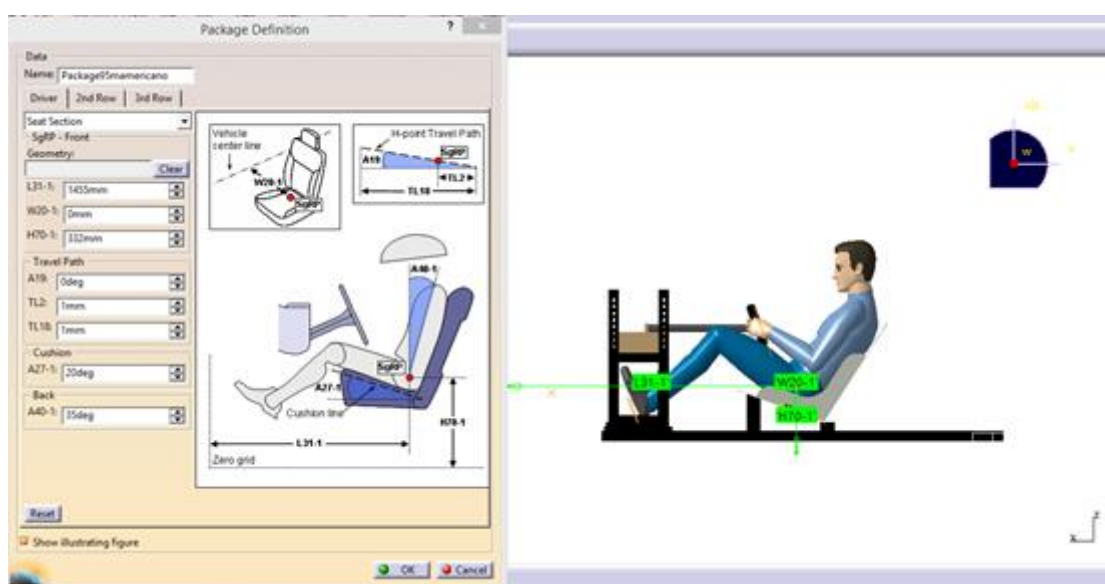 Package Definition
?
Data
Name: Package95mamericano
Driver
2nd Row
3rd Row
Seat Section
SgRP - Front
Geometry:
Clear
L31-1: 1455mm
W20-1: 0mm
H70-1: 332mm
Travel Path
A19: 0deg
TL2: 1mm
TL18: 1mm
Cushion
A27-1: 20deg
Back
A40-1: 35deg
Reset
Show illustrating figure
OK
Cancel
Vehicle
center line
W20-1
SgRP
H-point Travel Path
A19
SgRP
TL2
TL18
A40-1
SgRP
A27-1
Cushion line
H70-1
L31-1
Zero grid
W
L31-1
W20-1
H70-1
X
z
x